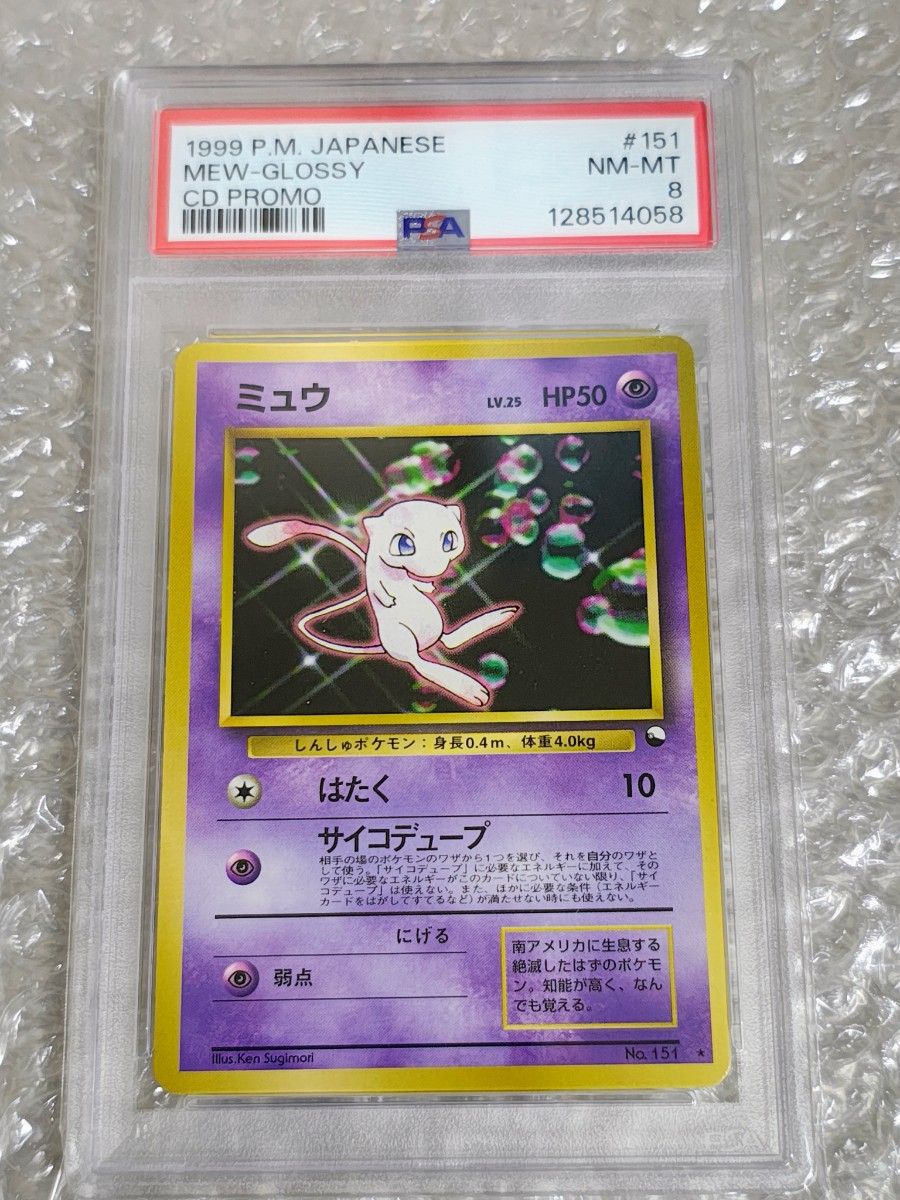 1999 P.M. JAPANESE #151
MEW-GLOSSY NM-MT
CD PROMO 8
PSA 128514058
ミュウ LV.25 HP50
しんしゅポケモン：身長0.4m、体重4.0kg
はたく 10
サイコデュープ
相手の場のポケモンのワザから1つを選び、それを自分のワザと
して使う。「サイコデュープ」に必要なエネルギーに加えて、その
ワザに必要なエネルギーがこのカードについていない限り、「サイ
コデュープ」は使えない。また、ほかに必要な条件（エネルギー
カードをはがしてすてるなど）が満たせない時にも使えない。
にげる
弱点
南アメリカに生息する
絶滅したはずのポケモ
ン。知能が高く、なん
でも覚える。
Illus.Ken Sugimori No.151 ★